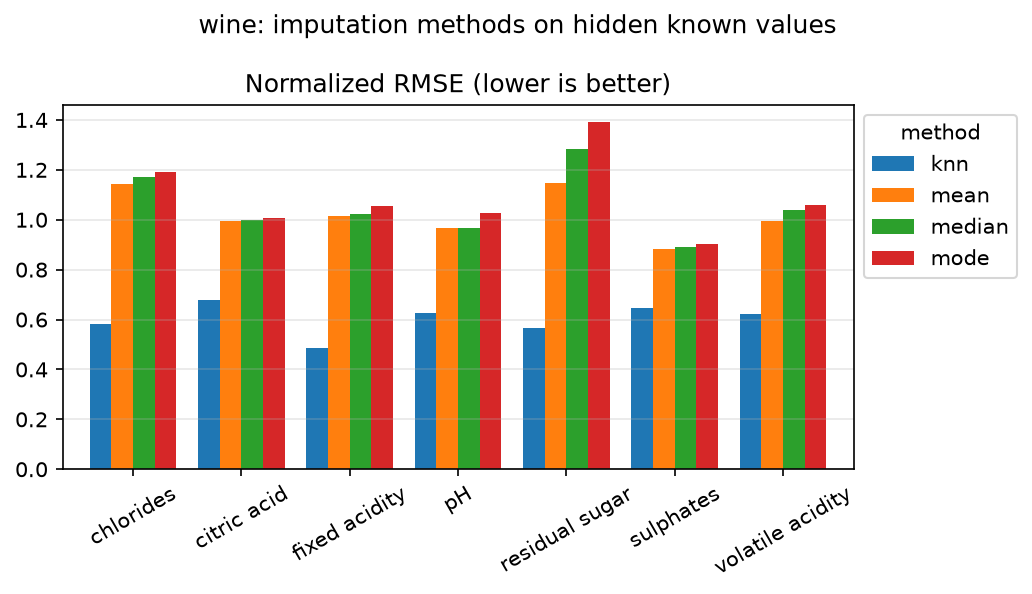 wine: imputation methods on hidden known values
Normalized RMSE (lower is better)
1.4
1.2
1.0
0.8
0.6
0.4
0.2
0.0
chlorides
citric acid
fixed acidity
pH
residual sugar
sulphates
volatile acidity
method
knn
mean
median
mode